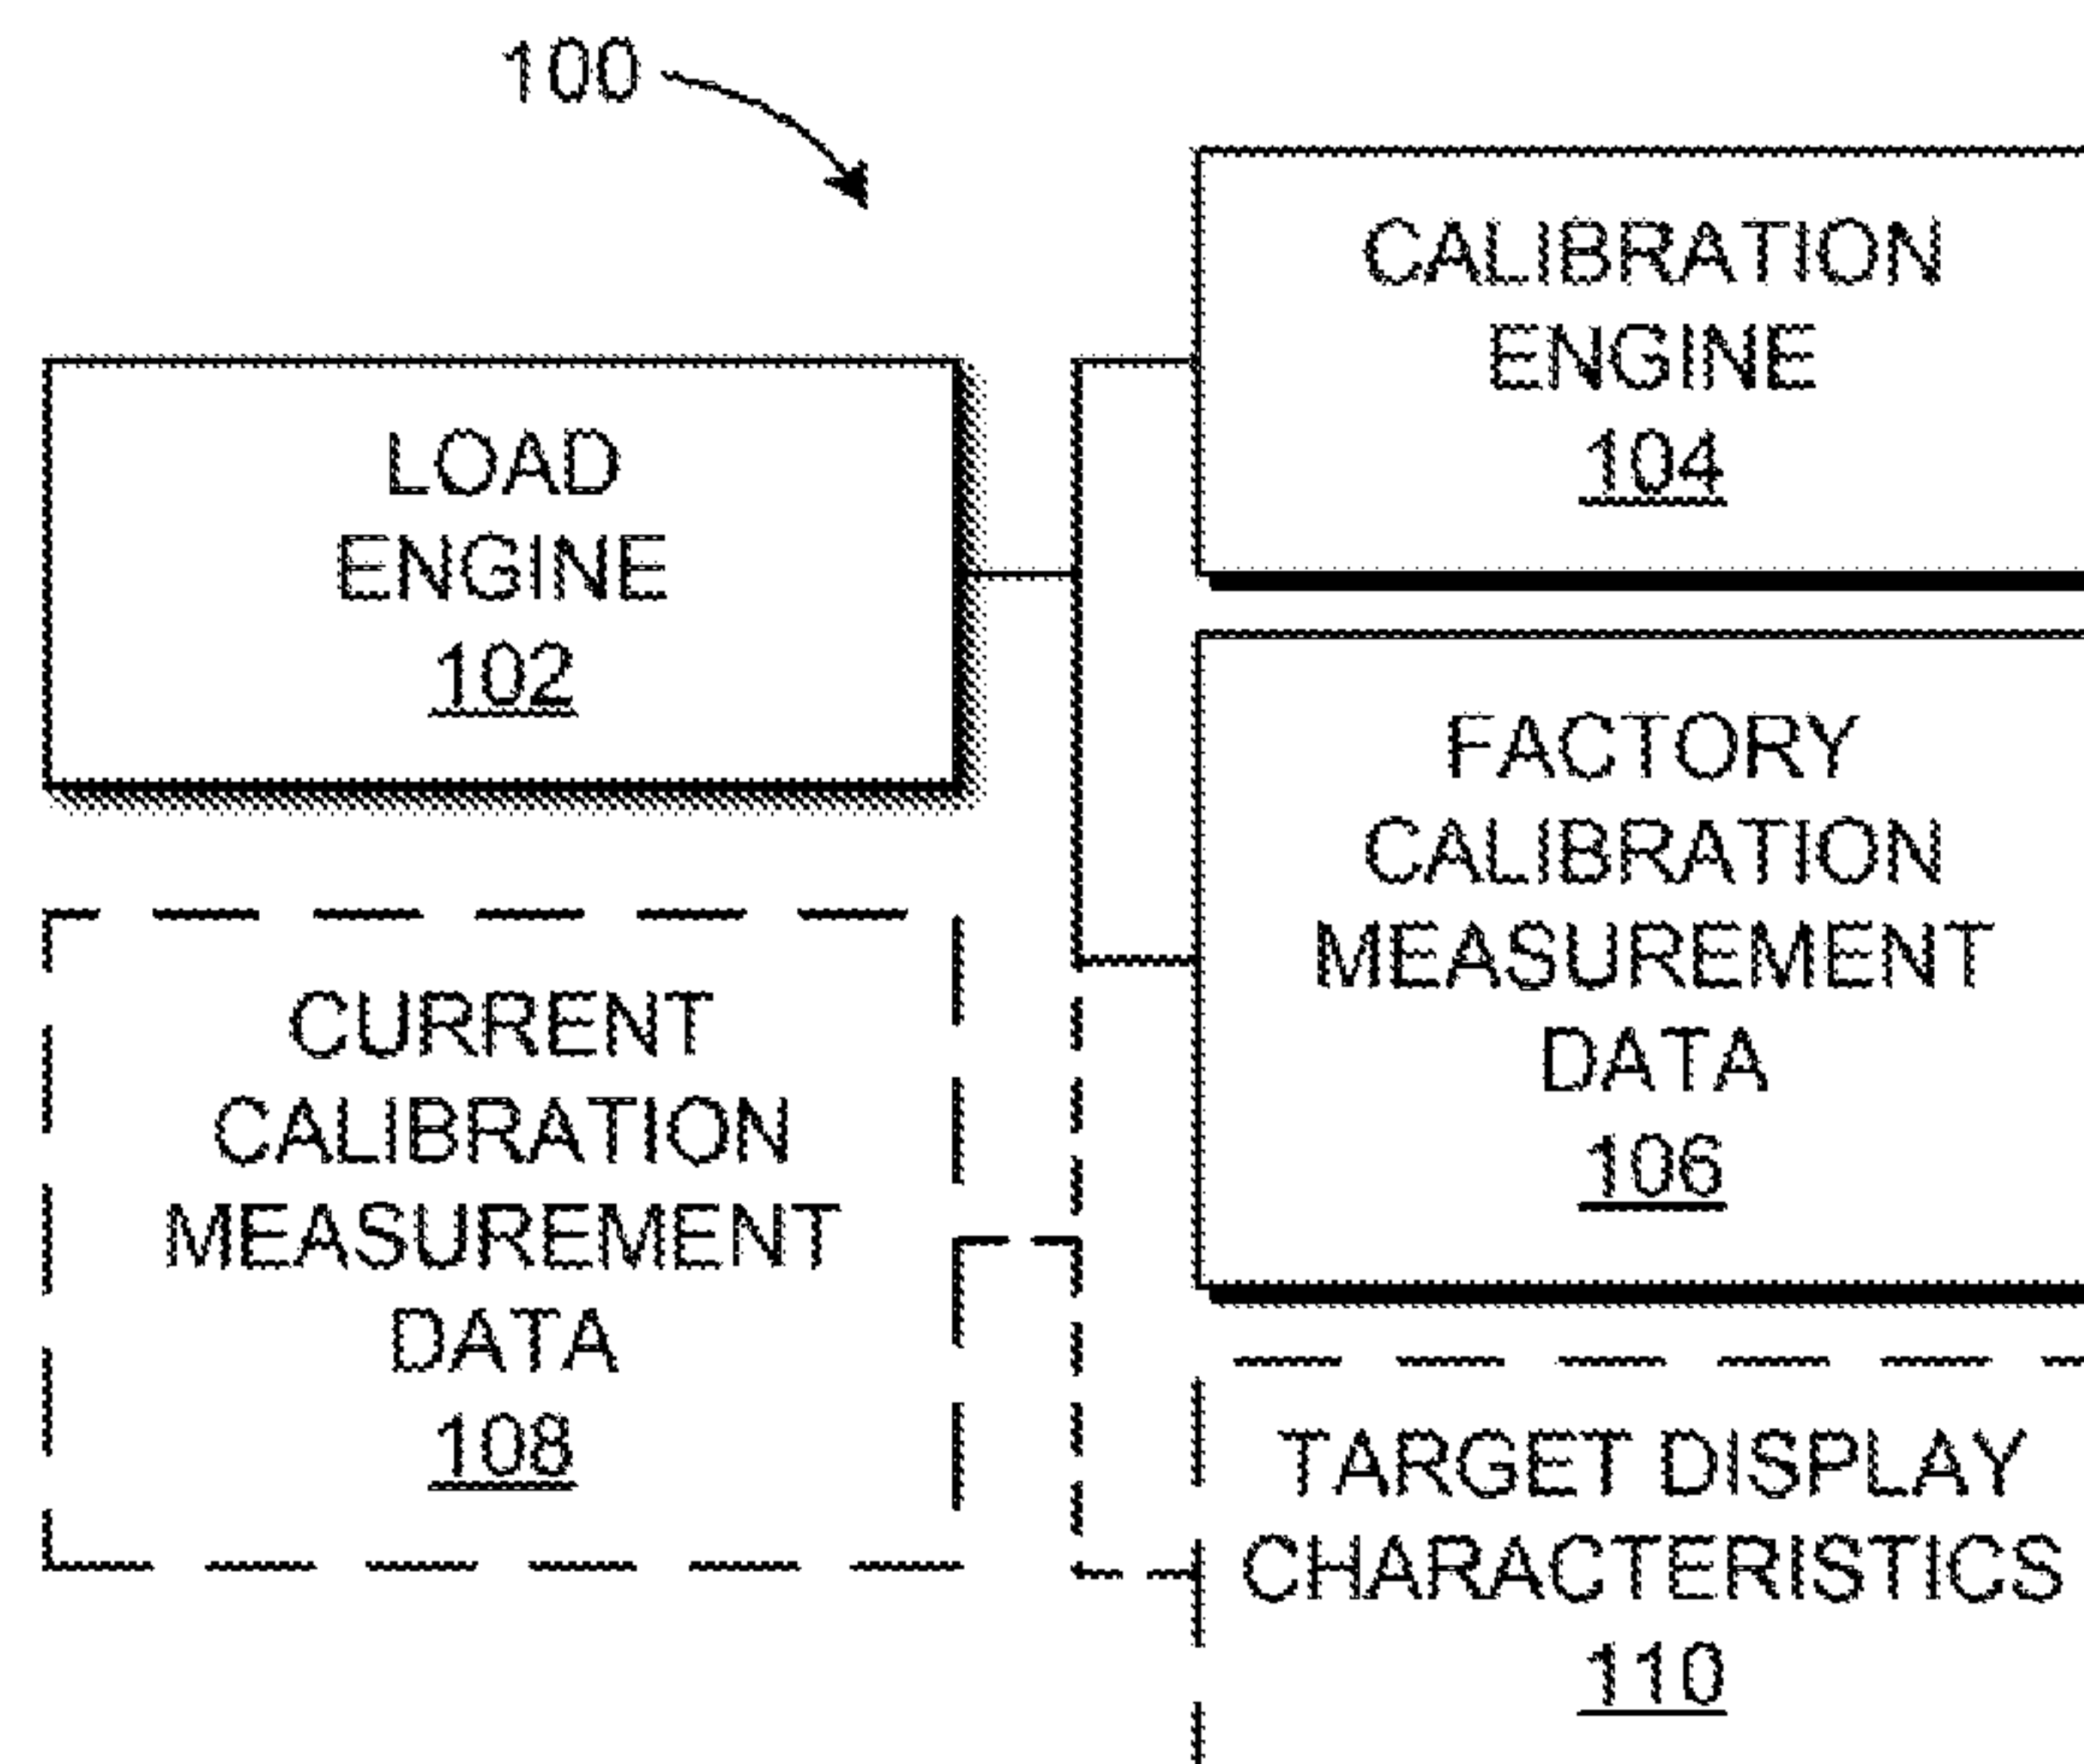 100
CALIBRATION
ENGINE
104
LOAD
ENGINE
102
FACTORY
CALIBRATION
MEASUREMENT
DATA
106
CURRENT
CALIBRATION
MEASUREMENT
DATA
108
TARGET DISPLAY
CHARACTERISTICS
110